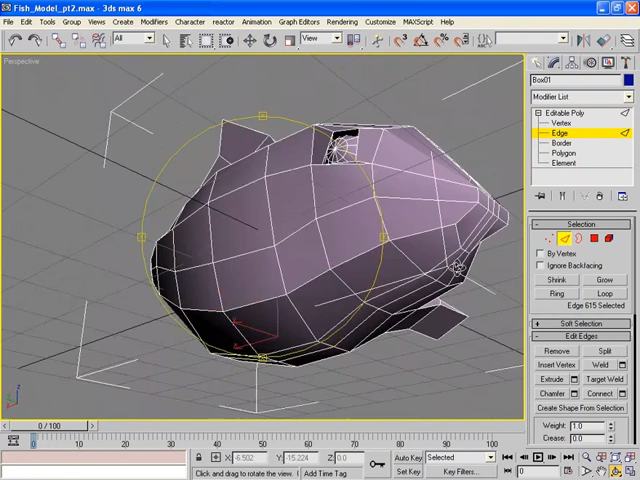 Fish_Model_pt2.max - 3ds max 6
File Edit Tools Group Views Create Modifiers Character reactor Animation Graph Editors Rendering Customize MAXScript Help
All View
Perspective
Box01
Modifier List
Editable Poly
Vertex
Edge
Border
Polygon
Element
Selection
By Vertex
Ignore Backfacing
Shrink Grow
Ring Loop
Edge 615 Selected
Soft Selection
Edit Edges
Remove Split
Insert Vertex Weld
Extrude Target Weld
Chamfer Connect
Create Shape From Selection
Weight: 1.0
Crease: 0.0
0 / 100
0 10 20 30 40 50 60 70 80 90 100
X: -6.502 Y: -15.224 Z: 0.0
Auto Key Selected
Click and drag to rotate the view. Add Time Tag
Set Key Key Filters... 0